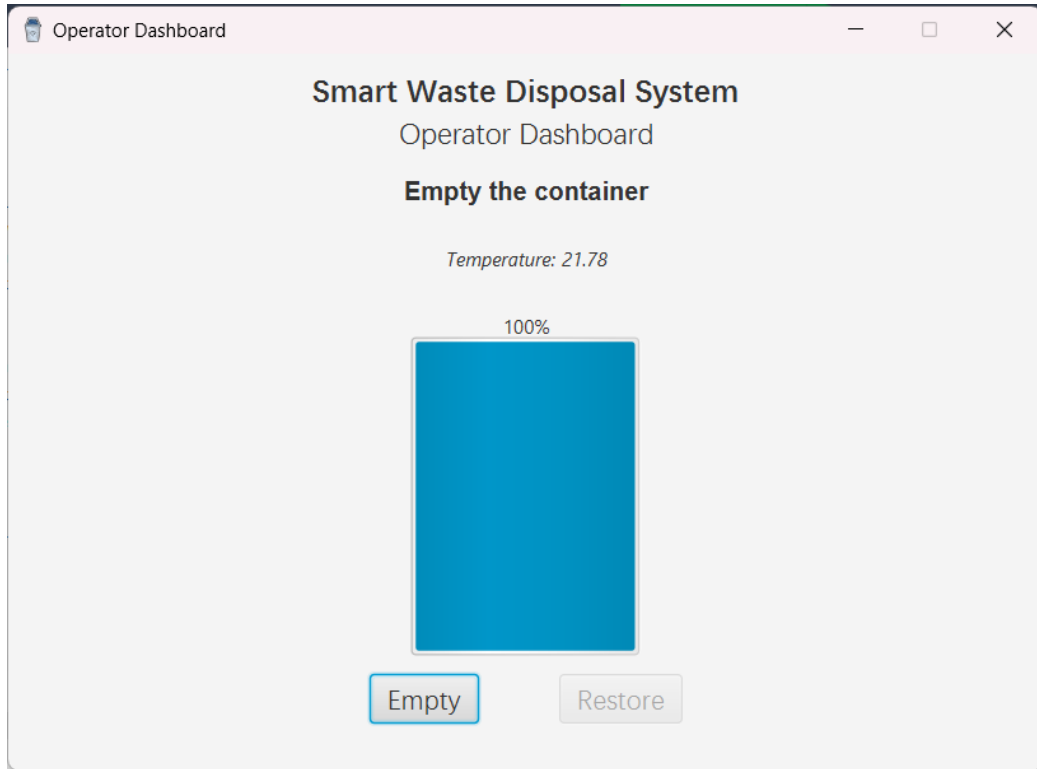 Operator Dashboard
Smart Waste Disposal System
Operator Dashboard
Empty the container
Temperature: 21.78
100%
Empty
Restore